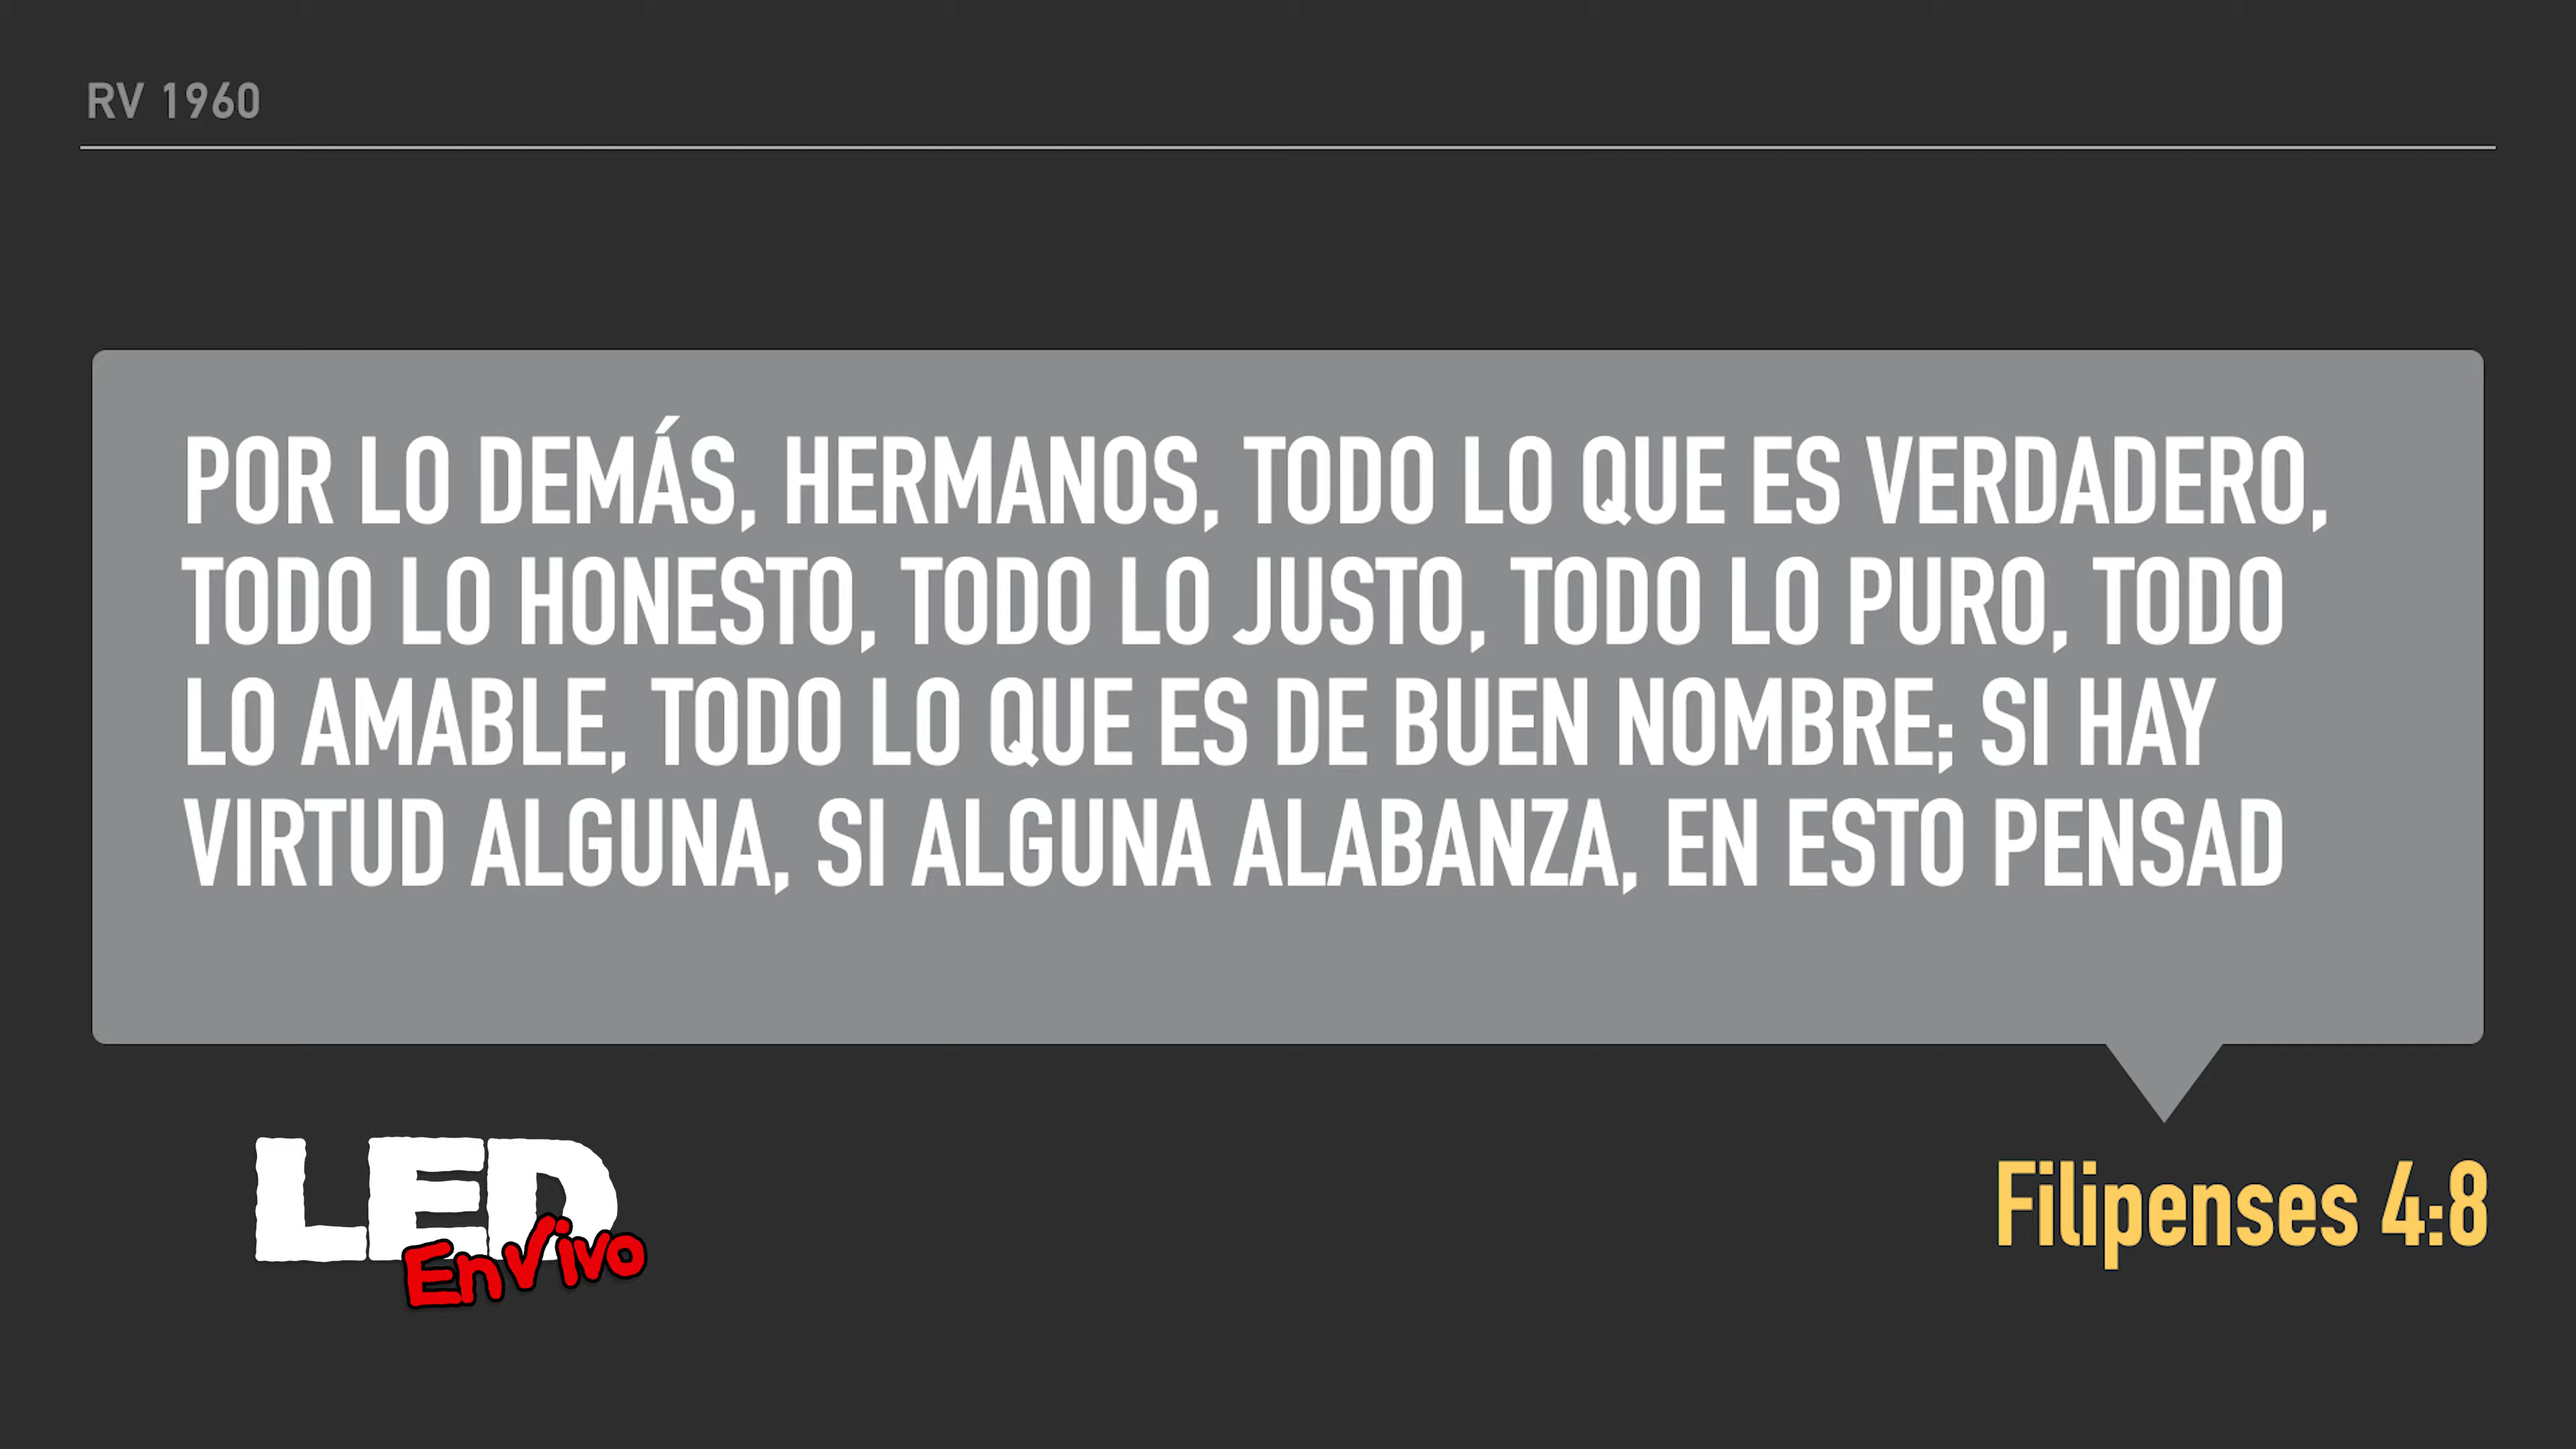 RV 1960
POR LO DEMÁS, HERMANOS, TODO LO QUE ES VERDADERO,
TODO LO HONESTO, TODO LO JUSTO, TODO LO PURO, TODO
LO AMABLE, TODO LO QUE ES DE BUEN NOMBRE; SI HAY
VIRTUD ALGUNA, SI ALGUNA ALABANZA, EN ESTO PENSAD
LED
En Vivo
Filipenses 4:8